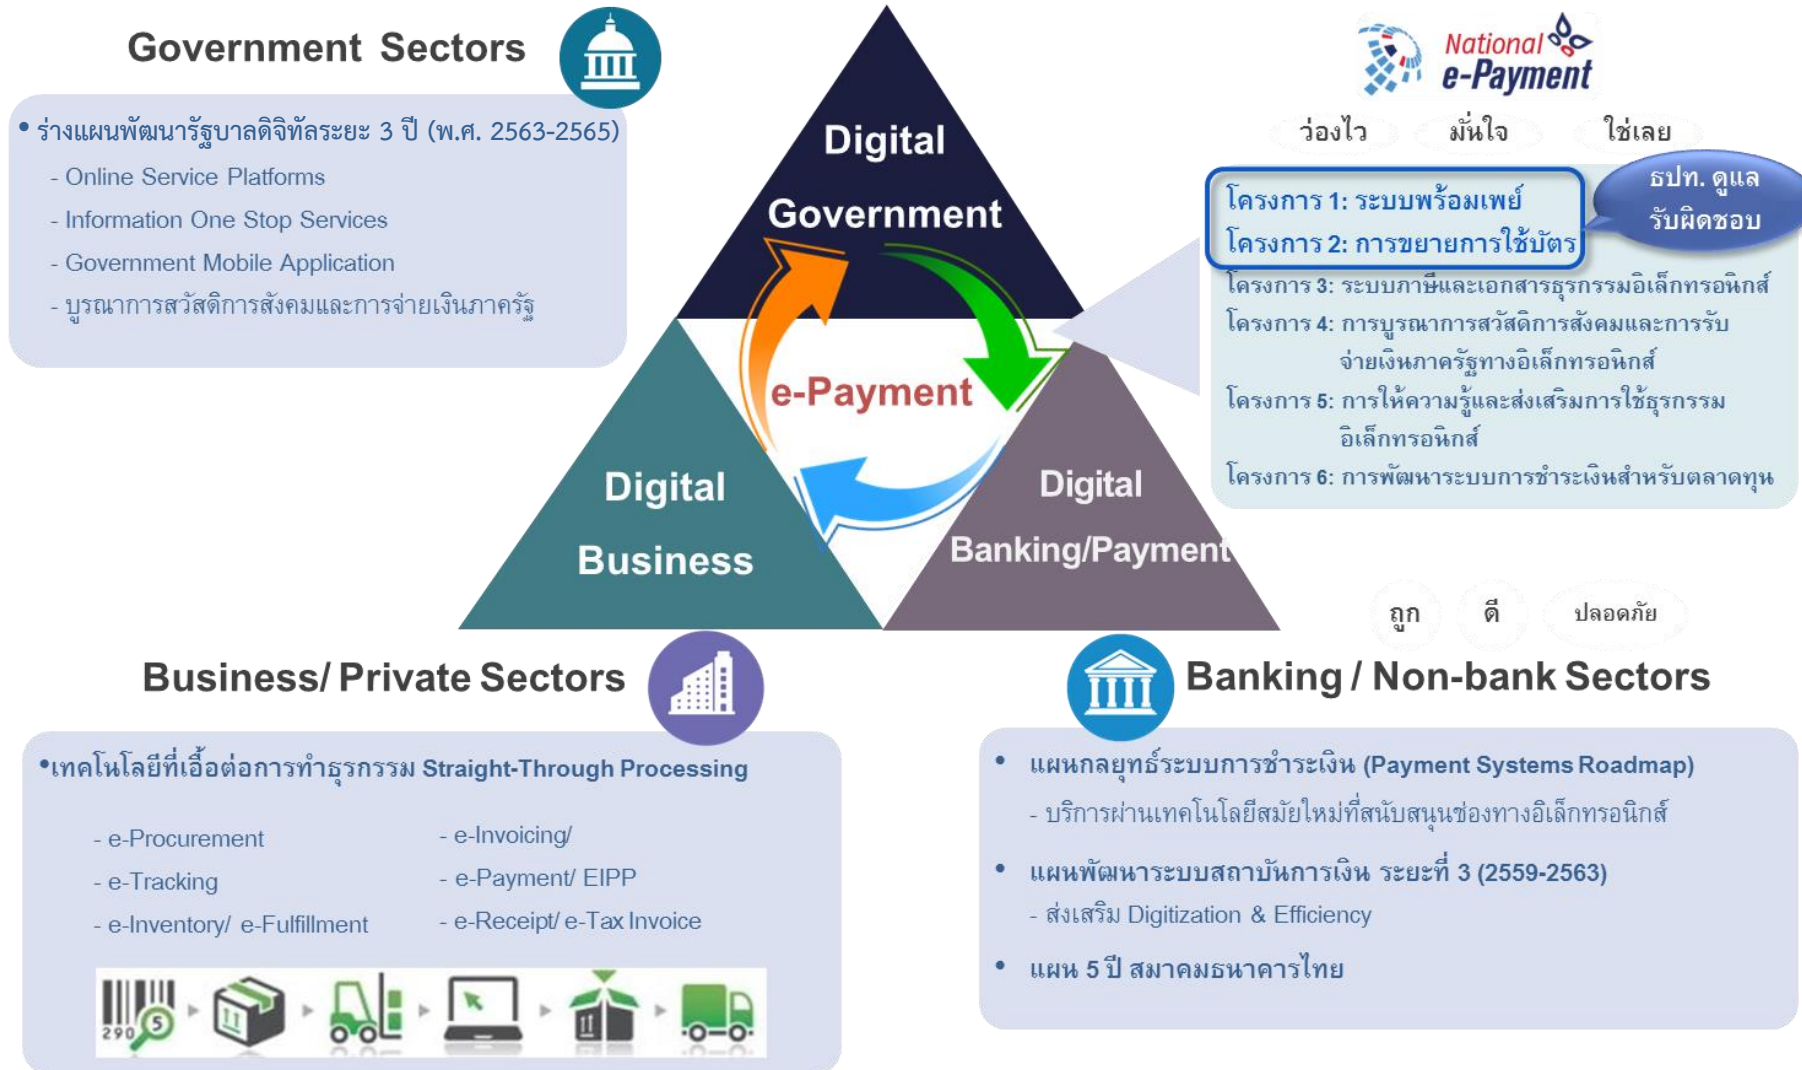 Government Sectors
• ร่างแผนพัฒนารัฐบาลดิจิทัลระยะ 3 ปี (พ.ศ. 2563-2565)
- Online Service Platforms
- Information One Stop Services
- Government Mobile Application
- บูรณาการสวัสดิการสังคมและการจ่ายเงินภาครัฐ
Digital
Government
e-Payment
Digital
Business
Digital
Banking/Payment
National
e-Payment
ว่องไว มั่นใจ ใช่เลย
ธปท. ดูแล
รับผิดชอบ
โครงการ 1: ระบบพร้อมเพย์
โครงการ 2: การขยายการใช้บัตร
โครงการ 3: ระบบภาษีและเอกสารธุรกรรมอิเล็กทรอนิกส์
โครงการ 4: การบูรณาการสวัสดิการสังคมและการรับ
จ่ายเงินภาครัฐทางอิเล็กทรอนิกส์
โครงการ 5: การให้ความรู้และส่งเสริมการใช้ธุรกรรม
อิเล็กทรอนิกส์
โครงการ 6: การพัฒนาระบบการชำระเงินสำหรับตลาดทุน
ถูก ดี ปลอดภัย
Business/ Private Sectors
•เทคโนโลยีที่เอื้อต่อการทำธุรกรรม Straight-Through Processing
- e-Procurement
- e-Tracking
- e-Inventory/ e-Fulfillment
- e-Invoicing/
- e-Payment/ EIPP
- e-Receipt/ e-Tax Invoice
290 5
Banking / Non-bank Sectors
• แผนกลยุทธ์ระบบการชำระเงิน (Payment Systems Roadmap)
- บริการผ่านเทคโนโลยีสมัยใหม่ที่สนับสนุนช่องทางอิเล็กทรอนิกส์
• แผนพัฒนาระบบสถาบันการเงิน ระยะที่ 3 (2559-2563)
- ส่งเสริม Digitization & Efficiency
• แผน 5 ปี สมาคมธนาคารไทย